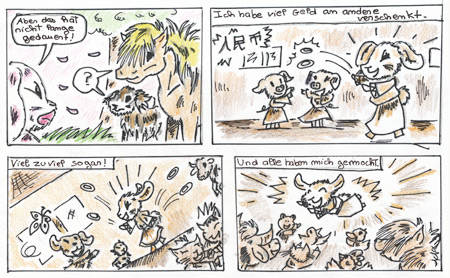 Aber das hat
nicht lange
gedauert!
?
Ich habe viel Geld an andere
verschenkt.
人民币
Viel zu viel sogar!
Und alle haben mich gemocht.